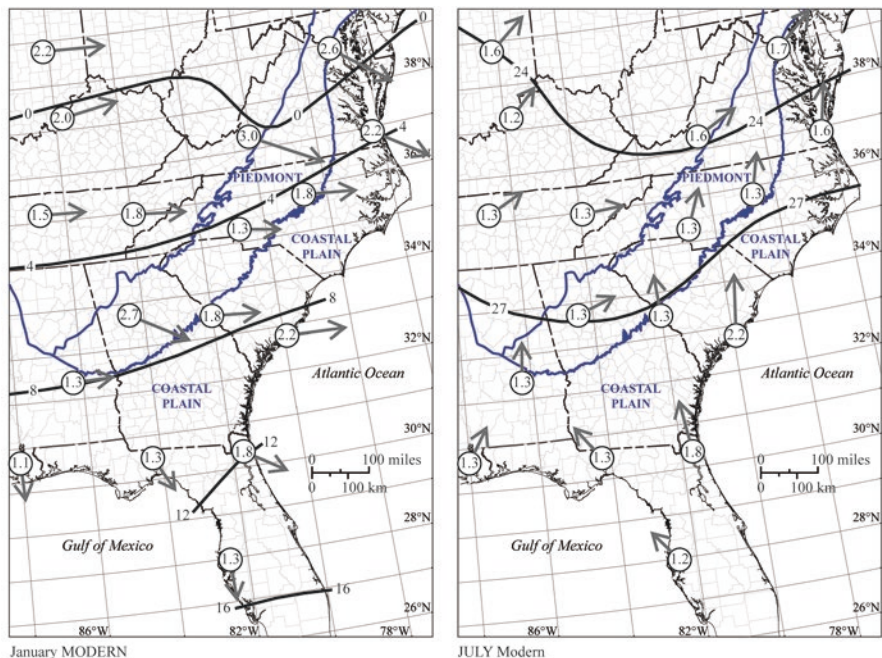 2.2
0
2.6
38°N
0
2.0
0
3.0
2.2
4
36°N
PIEDMONT
1.8
1.5
1.8
4
1.3
COASTAL
PLAIN
34°N
4
8
2.7
1.8
2.2
32°N
Atlantic Ocean
8
1.3
COASTAL
PLAIN
30°N
1.1
1.3
12
1.8
0 100 miles
0 100 km
12
28°N
Gulf of Mexico
1.3
16
16
26°N
86°W
82°W
78°W
January MODERN
1.6
24
1.7
38°N
1.2
1.6
24
1.6
36°N
PIEDMONT
1.3
1.3
1.3
27
1.3
COASTAL
PLAIN
34°N
27
1.3
1.3
2.2
32°N
Atlantic Ocean
1.3
COASTAL
PLAIN
30°N
1.3
1.3
1.8
0 100 miles
0 100 km
28°N
Gulf of Mexico
1.2
26°N
86°W
82°W
78°W
JULY Modern